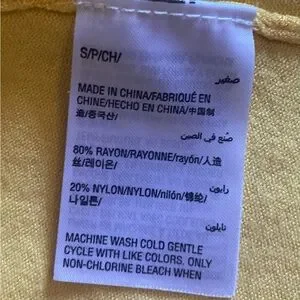 S/P/CH/
صغير
MADE IN CHINA/FABRIQUÉ EN
CHINE/HECHO EN CHINA/中国制
造/중국산/
صنع في الصين
80% RAYON/RAYONNE/rayón/人造
丝/레이온/
رايون
20% NYLON/NYLON/nilón/锦纶/
나일론/
نايلون
MACHINE WASH COLD GENTLE
CYCLE WITH LIKE COLORS. ONLY
NON-CHLORINE BLEACH WHEN